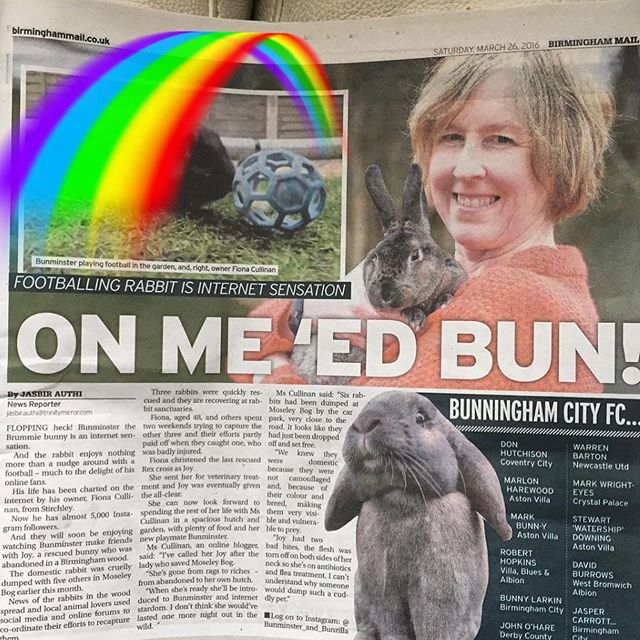 birminghammail.co.uk
SATURDAY, MARCH 26, 2016 BIRMINGHAM MAIL
Bunminster playing football in the garden, and, right, owner Fiona Cullinan
FOOTBALLING RABBIT IS INTERNET SENSATION
ON ME 'ED BUN!
By JASBIR AUTHI
News Reporter
jasbirauthi@trinitymirror.com
FLOPPING heck! Bunminster the
Brummie bunny is an internet sen-
sation.
And the rabbit enjoys nothing
more than a nudge around with a
football – much to the delight of his
online fans.
His life has been charted on the
internet by his owner, Fiona Culli-
nan, from Stirchley.
Now he has almost 5,000 Insta-
gram followers.
And they will soon be enjoying
watching Bunminster make friends
with Joy, a rescued bunny who was
abandoned in a Birmingham wood.
The domestic rabbit was cruelly
dumped with five others in Moseley
Bog earlier this month.
News of the rabbits in the wood
spread and local animal lovers used
social media and online forums to
co-ordinate their efforts to recapture
them.
Three rabbits were quickly res-
cued and they are recovering at rab-
bit sanctuaries.
Fiona, aged 48, and others spent
two weekends trying to capture the
other three and their efforts partly
paid off when they caught one, who
was badly injured.
Fiona christened the last rescued
Rex cross as Joy.
She sent her for veterinary treat-
ment and Joy was eventually given
the all-clear.
She can now look forward to
spending the rest of her life with Ms
Cullinan in a spacious hutch and
garden, with plenty of food and her
new playmate Bunminster.
Ms Cullinan, an online blogger,
said: "I've called her Joy after the
lady who saved Moseley Bog.
"She's gone from rags to riches –
from abandoned to her own hutch.
"When she's ready she'll be intro-
duced to Bunminster and internet
stardom. I don't think she would've
lasted one more night out in the
wild.
Ms Cullinan said: "Six rab-
bits had been dumped at
Moseley Bog by the car
park, very close to the
road. It looks like they
had just been dropped
off and set free.
"We knew they
were domestic
because they were
not camouflaged
and, because of
their colour and
breed, making
them very visi-
ble and vulnera-
ble to prey.
"Joy had two
bad bites, the flesh was
torn off on both sides of her
neck so she's on antibiotics
and flea treatment. I can't
understand why someone
would dump such a cud-
dly pet."
■Log on to Instagram: @
Bunminster_and_Bunzilla
BUNNINGHAM CITY FC...
DON
HUTCHISON
Coventry City
MARLON
HAREWOOD
Aston Villa
MARK
BUNN-Y
Aston Villa
ROBERT
HOPKINS
Villa, Blues &
Albion
BUNNY LARKIN
Birmingham City
JOHN O'HARE
Derby County
WARREN
BARTON
Newcastle Utd
MARK WRIGHT-
EYES
Crystal Palace
STEWART
'WATERSHIP'
DOWNING
Aston Villa
DAVID
BURROWS
West Bromwich
Albion
JASPER
CARROTT...
Birmingham
City